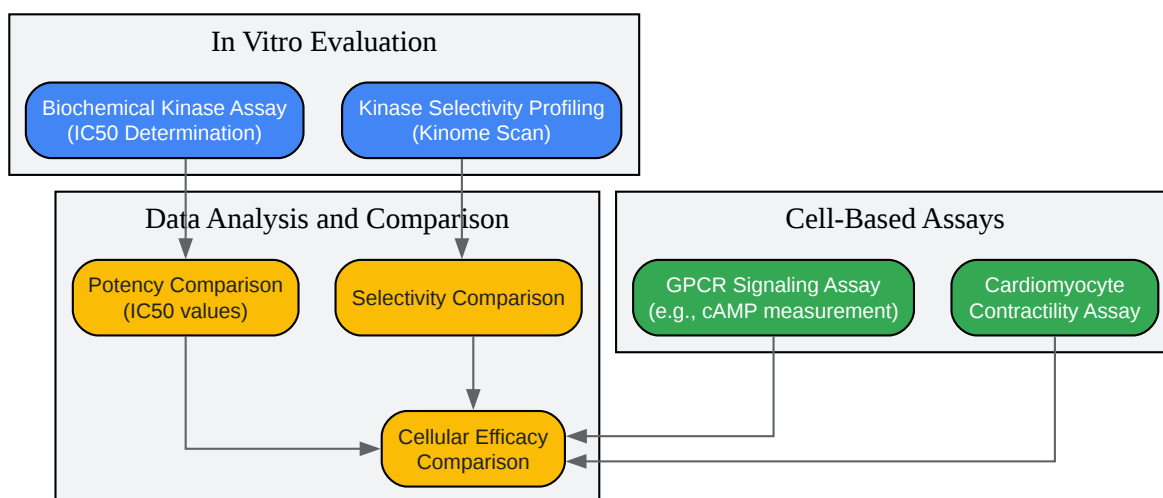 In Vitro Evaluation
Biochemical Kinase Assay
(IC50 Determination)
Kinase Selectivity Profiling
(Kinome Scan)
Data Analysis and Comparison
Potency Comparison
(IC50 values)
Selectivity Comparison
Cellular Efficacy
Comparison
Cell-Based Assays
GPCR Signaling Assay
(e.g., cAMP measurement)
Cardiomyocyte
Contractility Assay